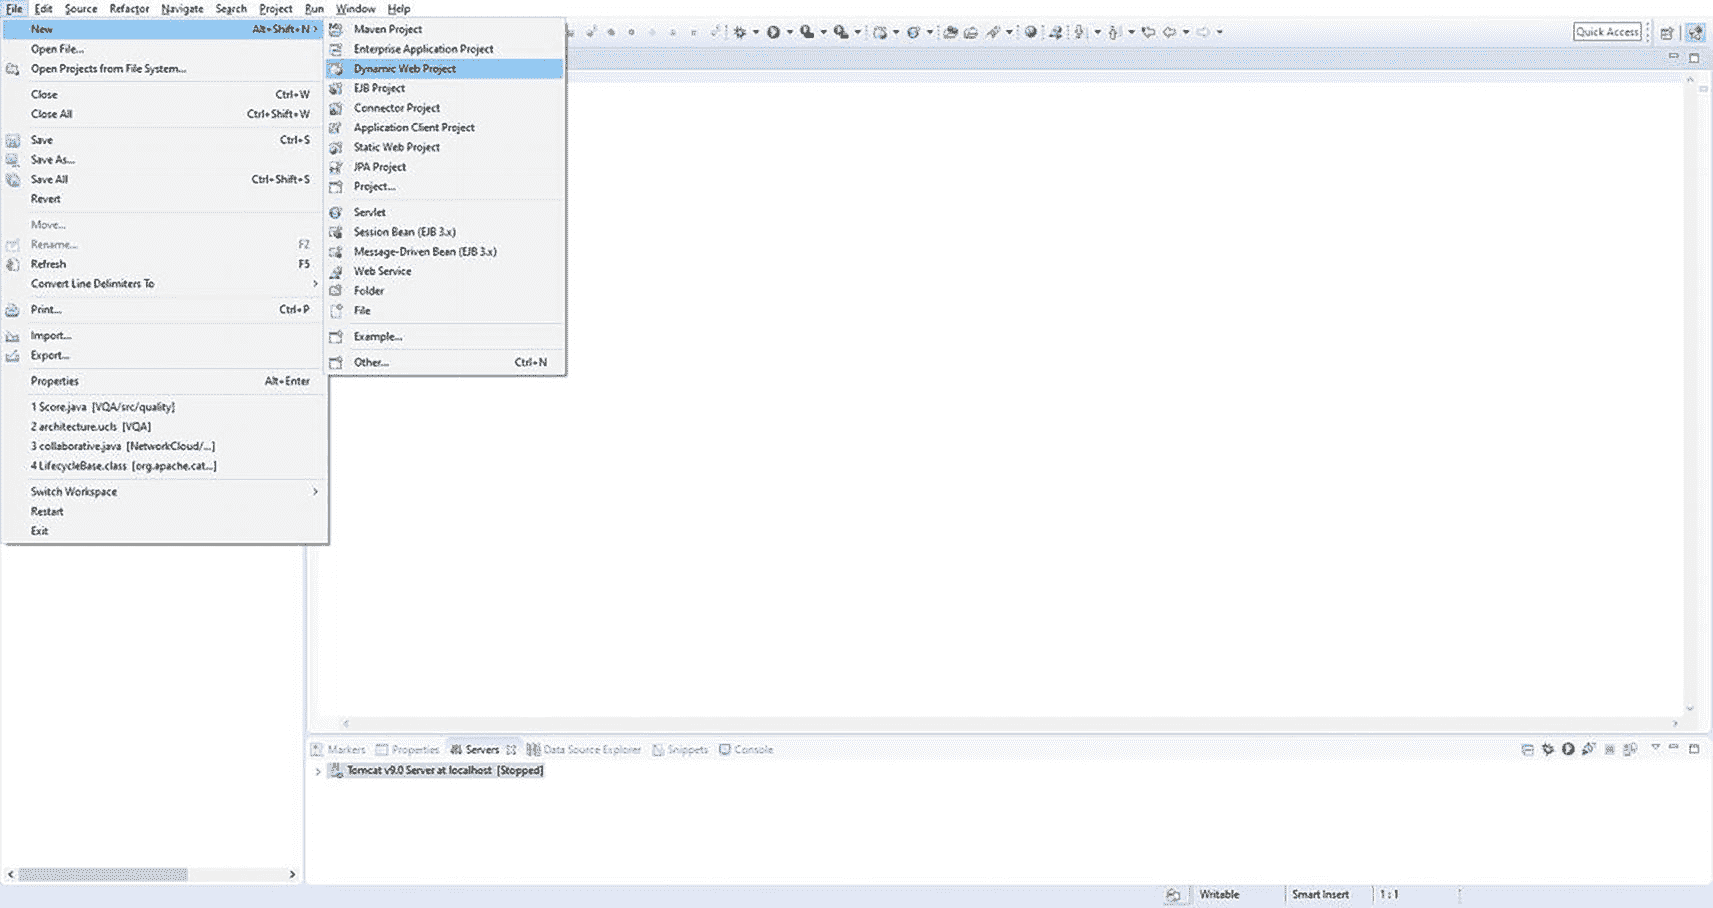 File Edit Source Refactor Navigate Search Project Run Window Help
New Alt+Shift+N
Open File...
Open Projects from File System...
Close Ctrl+W
Close All Ctrl+Shift+W
Save Ctrl+S
Save As...
Save All Ctrl+Shift+S
Revert
Move...
Rename... F2
Refresh F5
Convert Line Delimiters To
Print... Ctrl+P
Import...
Export...
Properties Alt+Enter
1 Score.java [VQA/src/quality]
2 architecture.ucls [VQA]
3 collaborative.java [NetworkCloud/...]
4 LifecycleBase.class [org.apache.cat...]
Switch Workspace
Restart
Exit
Maven Project
Enterprise Application Project
Dynamic Web Project
EJB Project
Connector Project
Application Client Project
Static Web Project
JPA Project
Project...
Servlet
Session Bean (EJB 3.x)
Message-Driven Bean (EJB 3.x)
Web Service
Folder
File
Example...
Other... Ctrl+N
Quick Access
Markers Properties Servers Data Source Explorer Snippets Console
Tomcat v9.0 Server at localhost [Stopped]
Writable Smart Insert 1 : 1